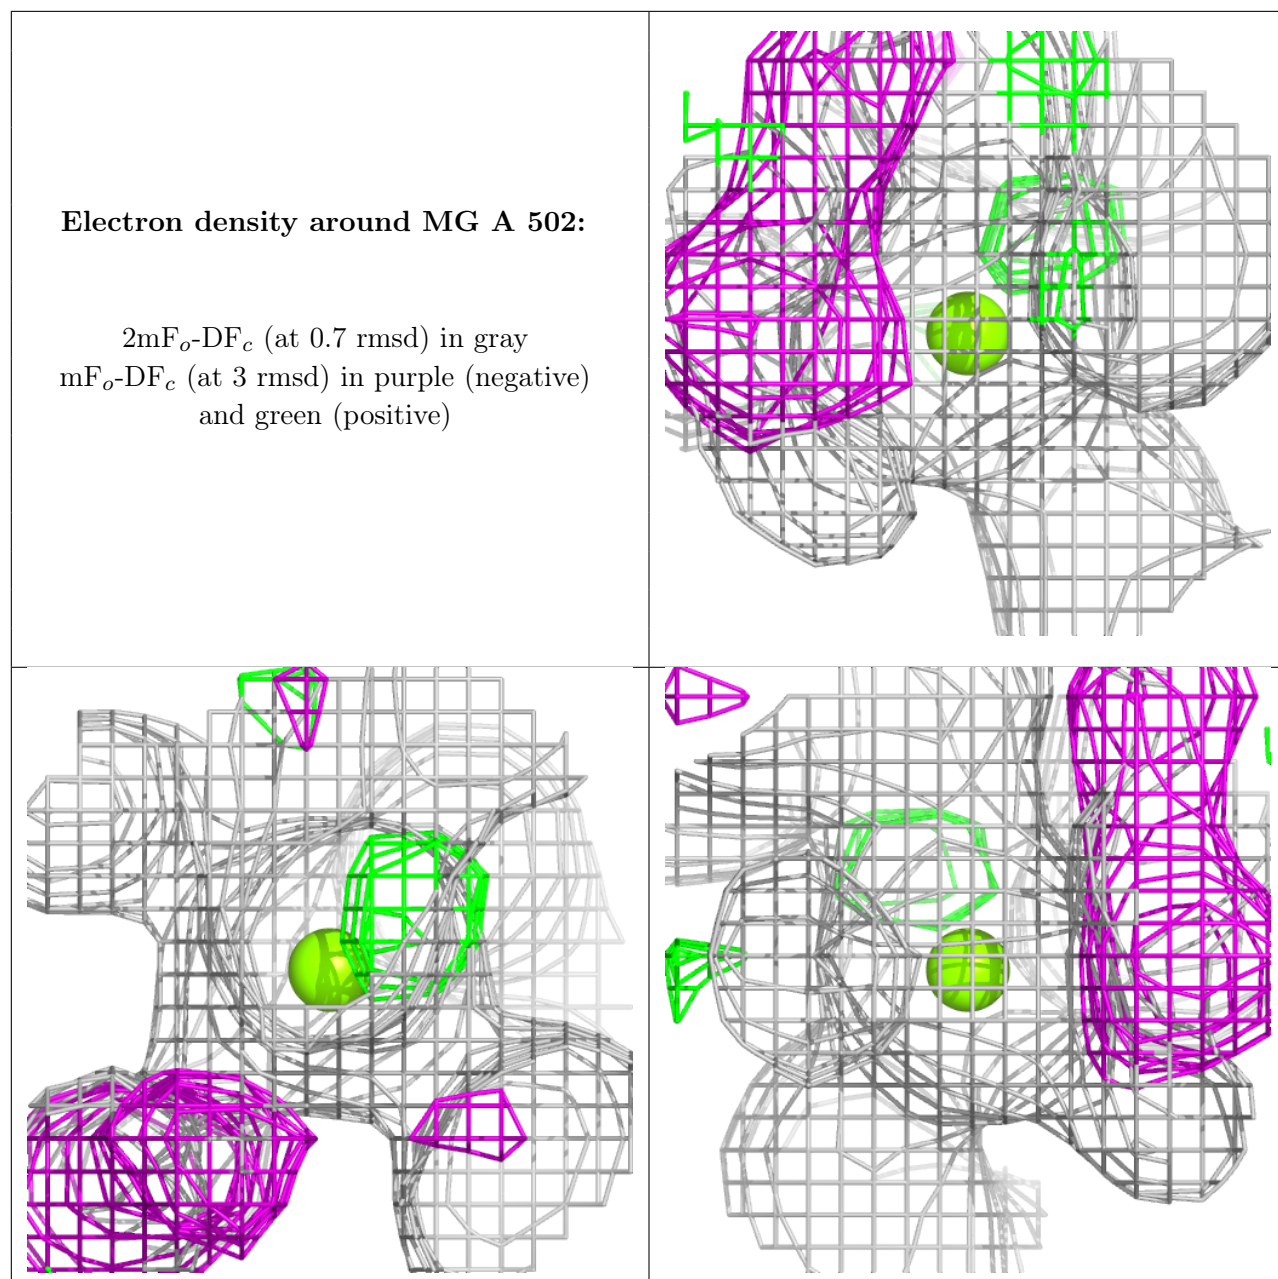 Electron density around MG A 502:
2mFo-DFc (at 0.7 rmsd) in gray
mFo-DFc (at 3 rmsd) in purple (negative)
and green (positive)